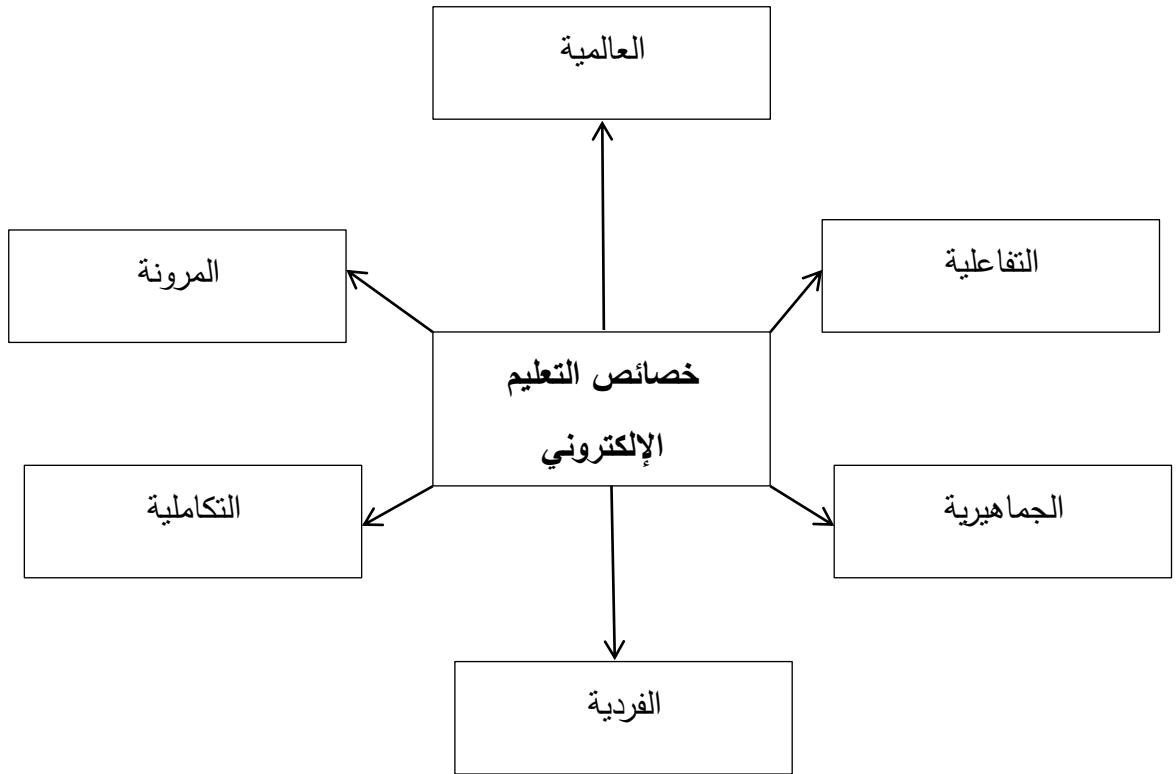 العالمية
التفاعلية
المرونة
خصائص التعليم
الإلكتروني
الجماهيرية
التكاملية
الفردية